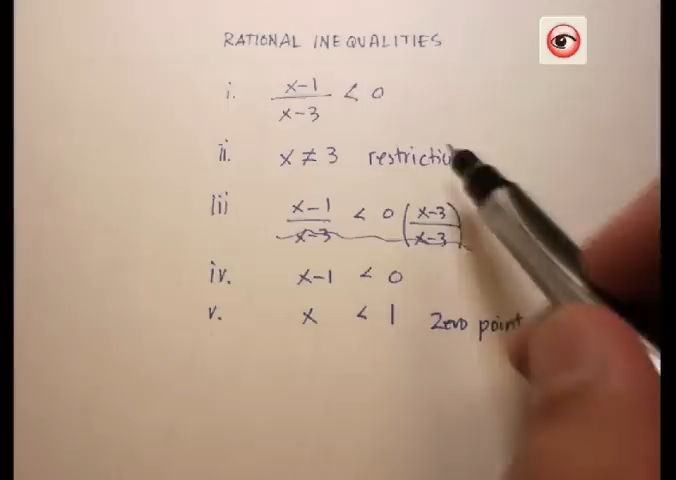 RATIONAL INEQUALITIES
i. x-1/x-3 < 0
ii. x ≠ 3 restrictio
iii x-1/x-3 < 0 (x-3/x-3)
iv. x-1 < 0
v. x < 1 Zero point